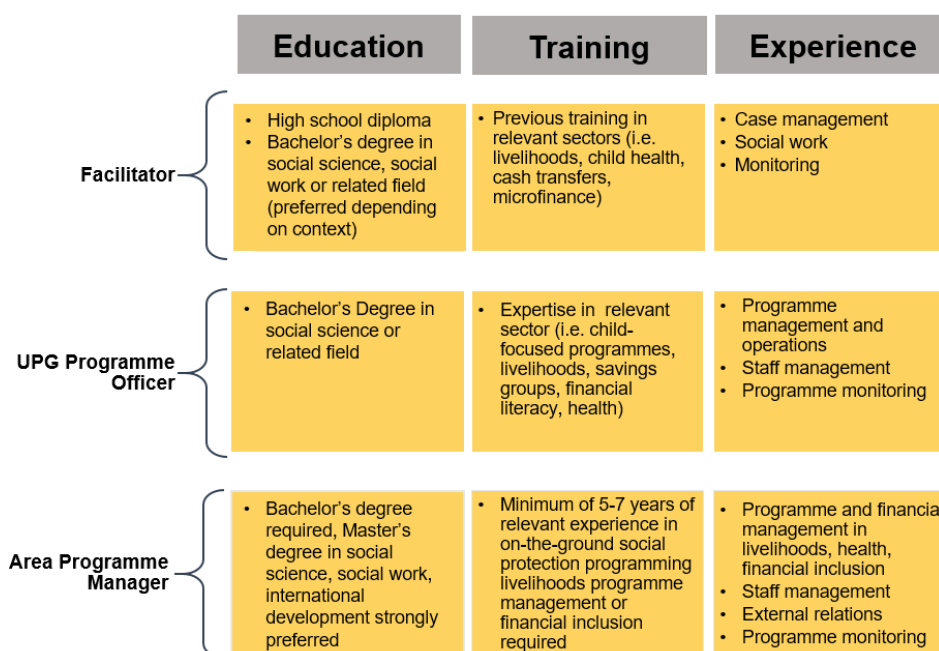 Education
Training
Experience
Facilitator
• High school diploma
• Bachelor’s degree in
social science, social
work or related field
(preferred depending
on context)
• Previous training in
relevant sectors (i.e.
livelihoods, child health,
cash transfers,
microfinance)
• Case management
• Social work
• Monitoring
UPG Programme
Officer
• Bachelor’s Degree in
social science or
related field
• Expertise in relevant
sector (i.e. child-
focused programmes,
livelihoods, savings
groups, financial
literacy, health)
• Programme
management and
operations
• Staff management
• Programme monitoring
Area Programme
Manager
• Bachelor’s degree
required, Master’s
degree in social
science, social work,
international
development strongly
preferred
• Minimum of 5-7 years of
relevant experience in
on-the-ground social
protection programming
livelihoods programme
management or
financial inclusion
required
• Programme and financial
management in
livelihoods, health,
financial inclusion
• Staff management
• External relations
• Programme monitoring